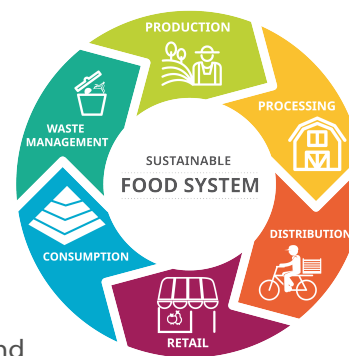 PRODUCTION
PROCESSING
DISTRIBUTION
RETAIL
CONSUMPTION
WASTE
MANAGEMENT
SUSTAINABLE
FOOD SYSTEM